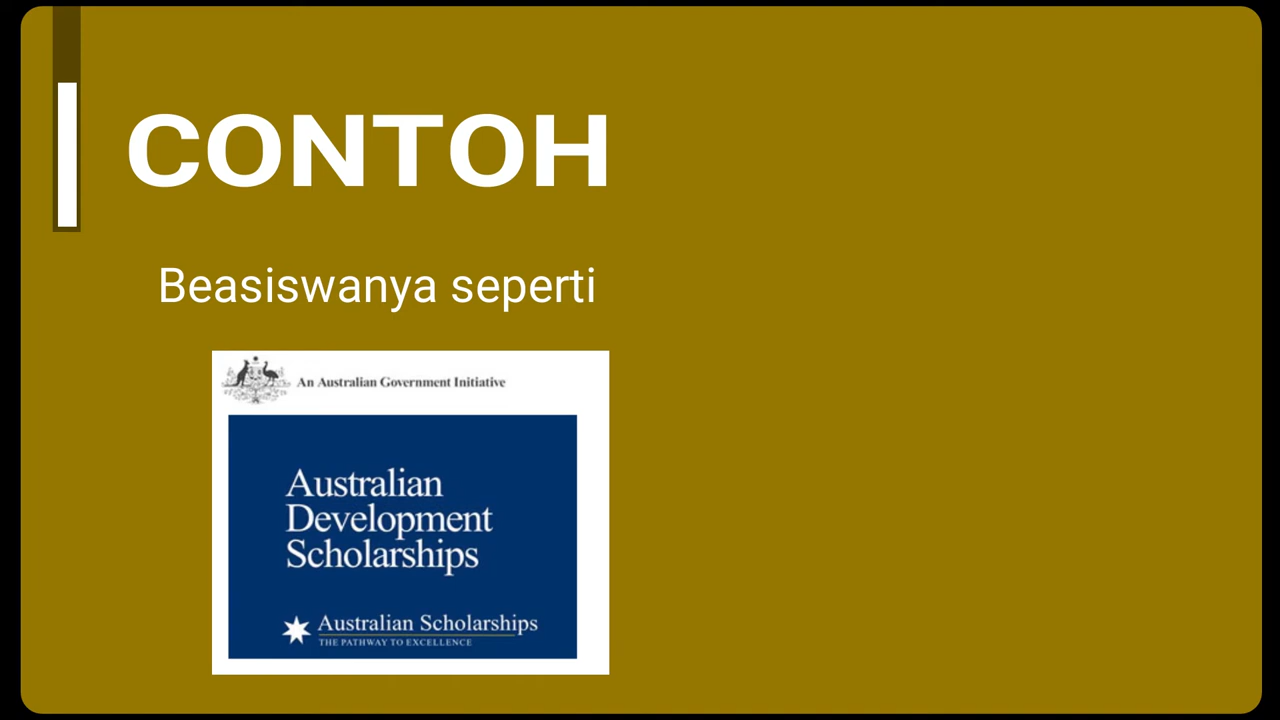 CONTOH
Beasiswanya seperti
An Australian Government Initiative
Australian
Development
Scholarships
Australian Scholarships
THE PATHWAY TO EXCELLENCE